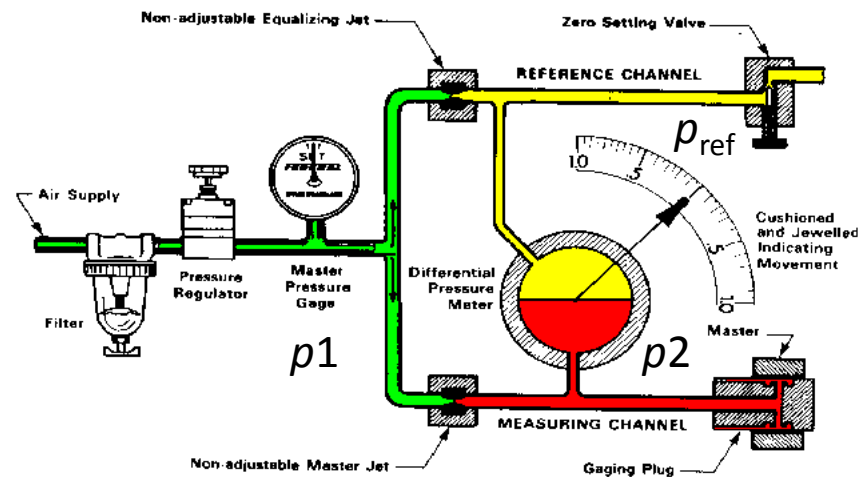 Non-adjustable Equalizing Jet
Zero Setting Valve
REFERENCE CHANNEL
pref
SET
FEDERAL
10
.5
Air Supply
Cushioned
and Jewelled
Indicating
Movement
.5
10
Pressure
Regulator
Master
Pressure
Gage
Differential
Pressure
Meter
Filter
Master
p1
p2
MEASURING CHANNEL
Non-adjustable Master Jet
Gaging Plug